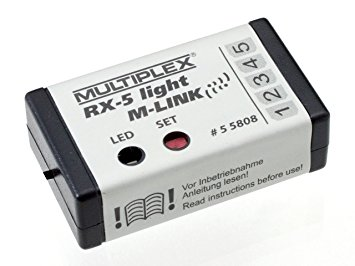 MULTIPLEX®
RX-5 light
M-LINK
LED SET
# 5 5808
1 2 3 4 5
! Vor Inbetriebnahme
Anleitung lesen!
Read instructions before use!